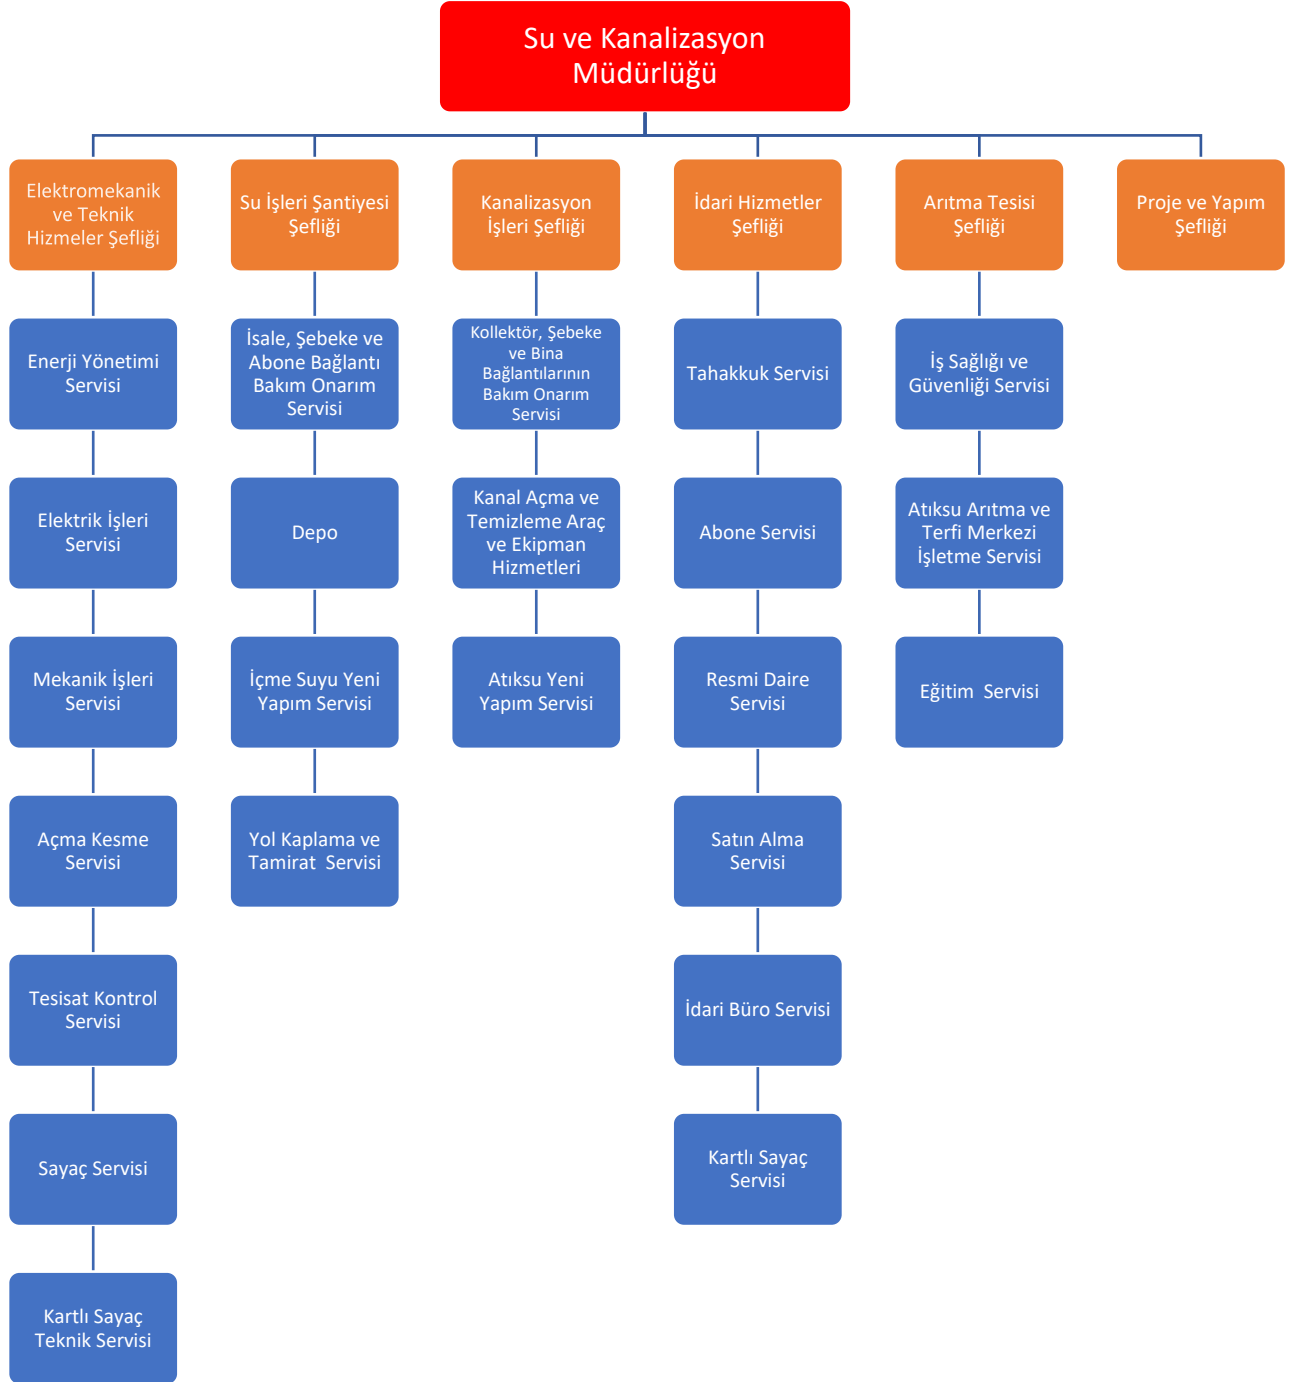 Su ve Kanalizasyon
Müdürlüğü
Elektromekanik
ve Teknik
Hizmeler Şefliği
Su İşleri Şantiyesi
Şefliği
Kanalizasyon
İşleri Şefliği
İdari Hizmetler
Şefliği
Arıtma Tesisi
Şefliği
Proje ve Yapım
Şefliği
Enerji Yönetimi
Servisi
İsale, Şebeke ve
Abone Bağlantı
Bakım Onarım
Servisi
Kollektör, Şebeke
ve Bina
Bağlantılarının
Bakım Onarım
Servisi
Tahakkuk Servisi
İş Sağlığı ve
Güvenliği Servisi
Elektrik İşleri
Servisi
Depo
Kanal Açma ve
Temizleme Araç
ve Ekipman
Hizmetleri
Abone Servisi
Atıksu Arıtma ve
Terfi Merkezi
İşletme Servisi
Mekanik İşleri
Servisi
İçme Suyu Yeni
Yapım Servisi
Atıksu Yeni
Yapım Servisi
Resmi Daire
Servisi
Eğitim  Servisi
Açma Kesme
Servisi
Yol Kaplama ve
Tamirat  Servisi
Satın Alma
Servisi
Tesisat Kontrol
Servisi
İdari Büro Servisi
Sayaç Servisi
Kartlı Sayaç
Servisi
Kartlı Sayaç
Teknik Servisi